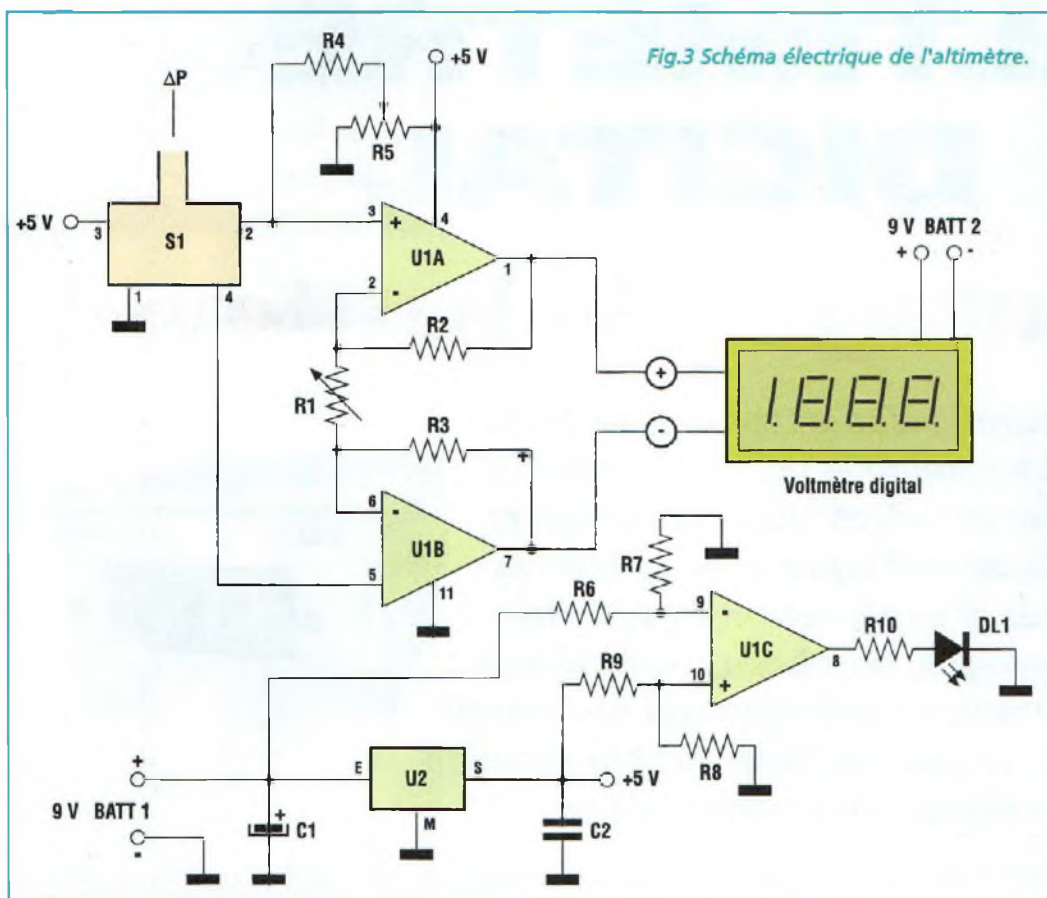 Fig.3 Schéma électrique de l'altimètre.
R4
+5 V
ΔP
R5
+5 V
3
S1
2
1
4
3
+
4
U1A
1
2
-
9 V BATT 2
+
-
R2
R1
+
-
1.8.8.8.
Voltmètre digital
R3
+
6
-
U1B
7
5
11
R7
R6
9
-
U1C
8
R10
DL1
R9
10
+
R8
+
E
U2
S
+5 V
9 V BATT 1
-
+
C1
M
C2